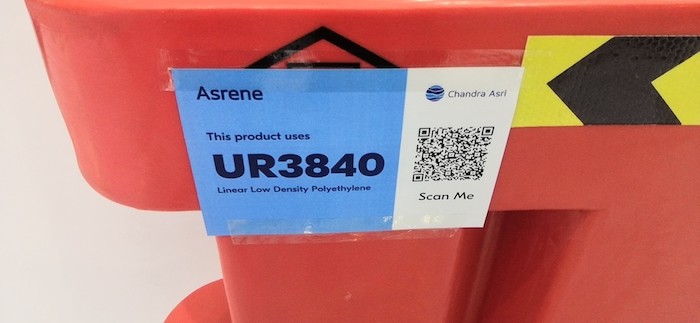 Asrene
Chandra Asri
This product uses
UR3840
Linear Low Density Polyethylene
Scan Me